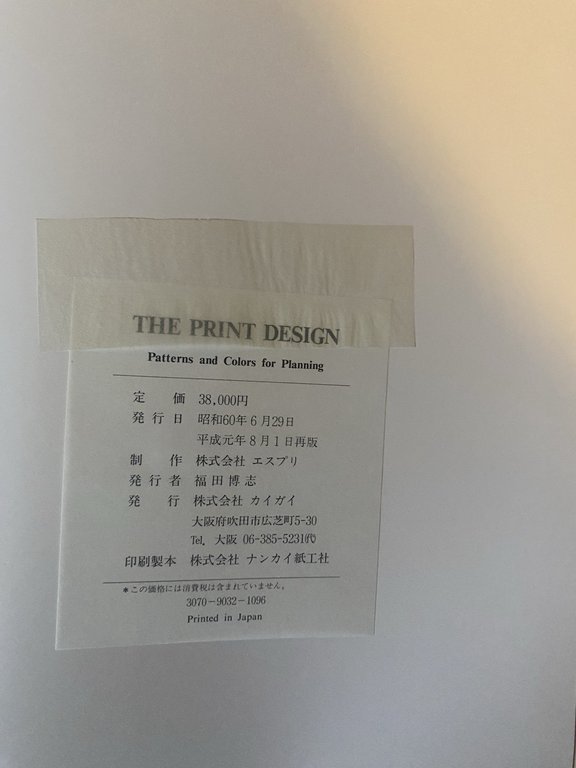 THE PRINT DESIGN
Patterns and Colors for Planning
定　価 38,000円
発行日 昭和60年6月29日
平成元年8月1日再版
制　作 株式会社 エスプリ
発行者 福田博志
発　行 株式会社 カイガイ
大阪府吹田市広芝町5-30
Tel. 大阪 06-385-5231㈹
印刷製本 株式会社 ナンカイ紙工社
*この価格には消費税は含まれていません。
3070-9032-1096
Printed in Japan